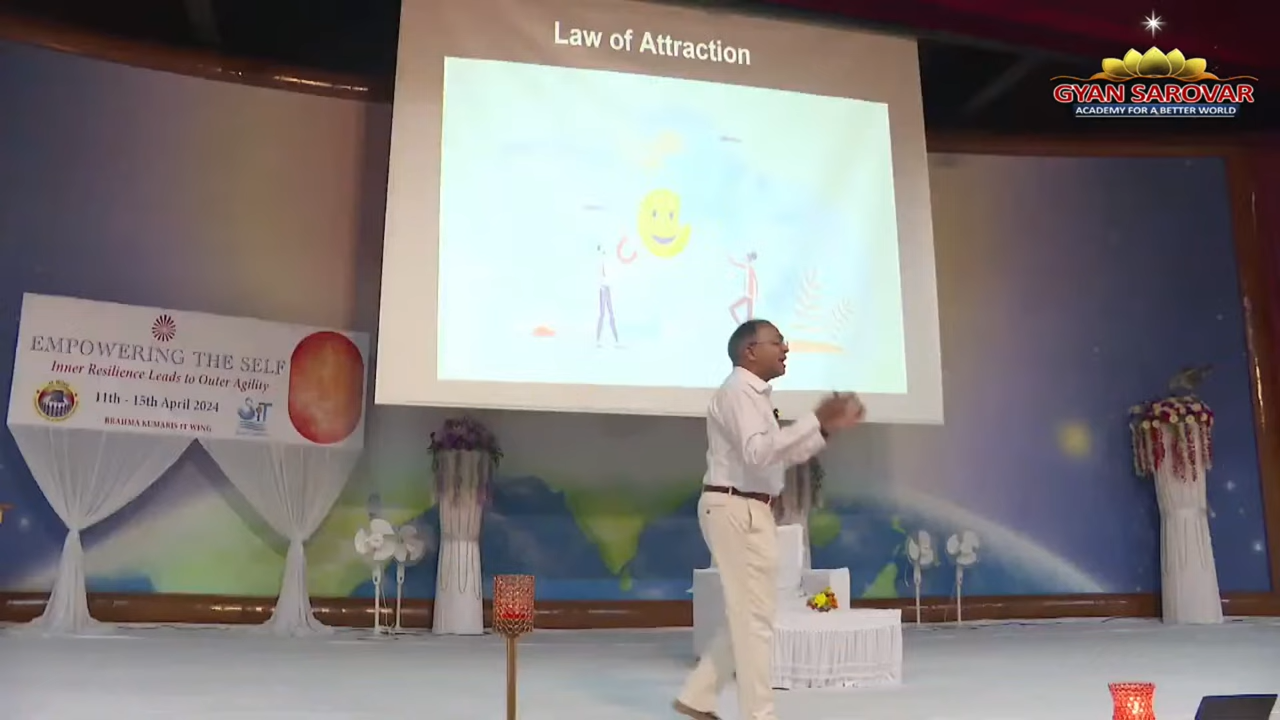 Law of Attraction
GYAN SAROVAR
ACADEMY FOR A BETTER WORLD
EMPOWERING THE SELF
Inner Resilience Leads to Outer Agility
11th - 15th April 2024
BRAHMA KUMARIS IT WING
SiT